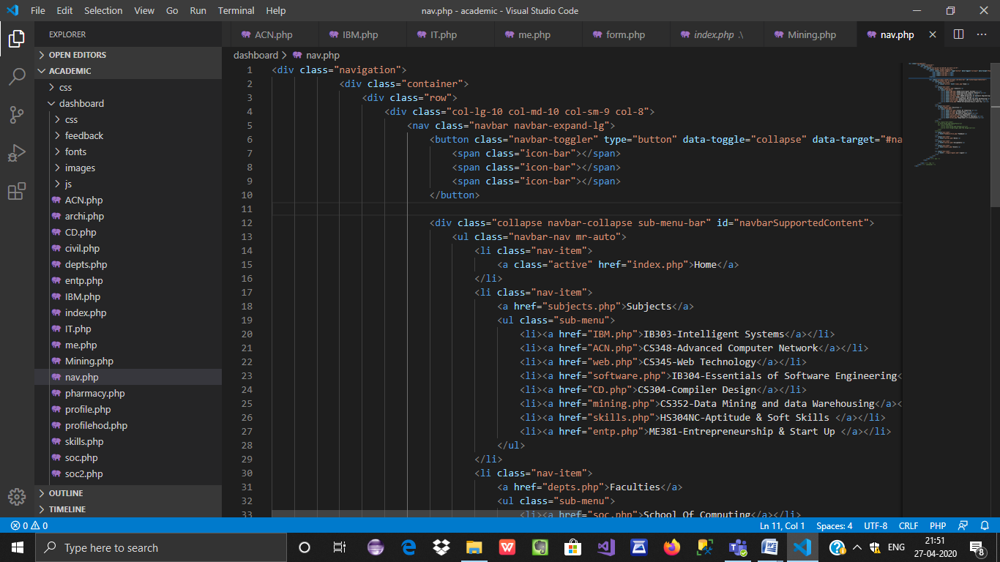 File Edit Selection View Go Run Terminal Help
nav.php - academic - Visual Studio Code
EXPLORER
OPEN EDITORS
ACADEMIC
css
dashboard
css
feedback
fonts
images
js
ACN.php
archi.php
CD.php
civil.php
depts.php
entp.php
IBM.php
index.php
IT.php
me.php
Mining.php
nav.php
pharmacy.php
profile.php
profilehod.php
skills.php
soc.php
soc2.php
OUTLINE
TIMELINE
ACN.php IBM.php IT.php me.php form.php index.php .\ Mining.php nav.php
dashboard > nav.php
1 <div class="navigation">
2 <div class="container">
3 <div class="row">
4 <div class="col-lg-10 col-md-10 col-sm-9 col-8">
5 <nav class="navbar navbar-expand-lg">
6 <button class="navbar-toggler" type="button" data-toggle="collapse" data-target="#na
7 <span class="icon-bar"></span>
8 <span class="icon-bar"></span>
9 <span class="icon-bar"></span>
10 </button>
11
12 <div class="collapse navbar-collapse sub-menu-bar" id="navbarSupportedContent">
13 <ul class="navbar-nav mr-auto">
14 <li class="nav-item">
15 <a class="active" href="index.php">Home</a>
16 </li>
17 <li class="nav-item">
18 <a href="subjects.php">Subjects</a>
19 <ul class="sub-menu">
20 <li><a href="IBM.php">IB303-Intelligent Systems</a></li>
21 <li><a href="ACN.php">CS348-Advanced Computer Network</a></li>
22 <li><a href="web.php">CS345-Web Technology</a></li>
23 <li><a href="software.php">IB304-Essentials of Software Engineering<
24 <li><a href="CD.php">CS304-Compiler Design</a></li>
25 <li><a href="mining.php">CS352-Data Mining and data Warehousing</a><
26 <li><a href="skills.php">HS304NC-Aptitude & Soft Skills </a></li>
27 <li><a href="entp.php">ME381-Entrepreneurship & Start Up </a></li>
28 </ul>
29 </li>
30 <li class="nav-item">
31 <a href="depts.php">Faculties</a>
32 <ul class="sub-menu">
33 <li><a href="soc.php">School Of Computing</a></li>
0 0
Ln 11, Col 1 Spaces: 4 UTF-8 CRLF PHP
Type here to search
ENG
21:51
27-04-2020
8